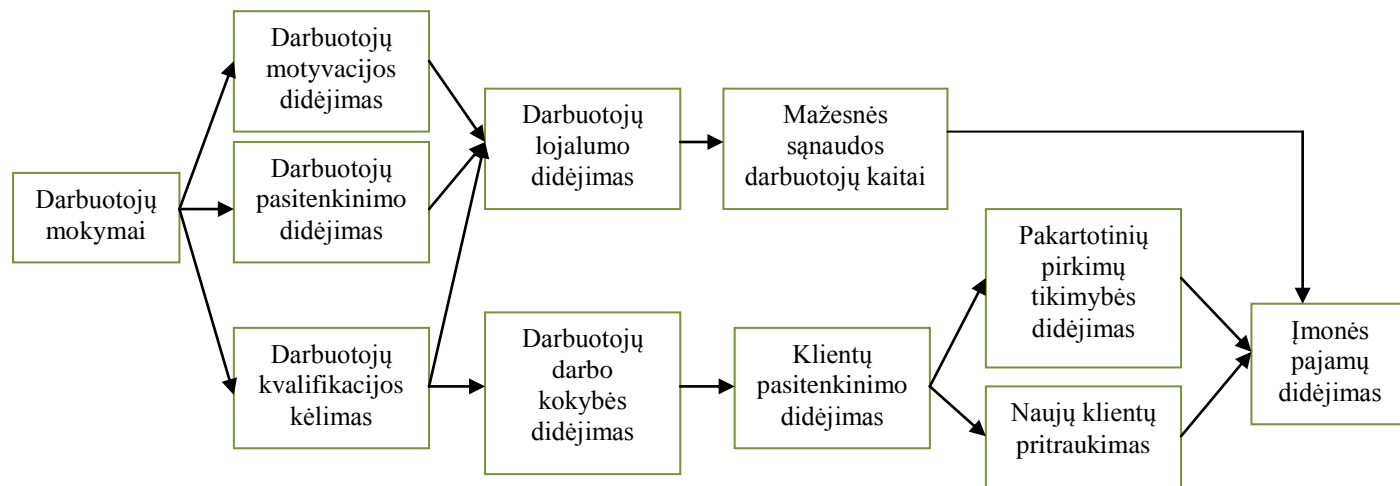 Darbuotojų
mokymai
Darbuotojų
motyvacijos
didėjimas
Darbuotojų
pasitenkinimo
didėjimas
Darbuotojų
kvalifikacijos
kėlimas
Darbuotojų
lojalumo
didėjimas
Darbuotojų
darbo
kokybės
didėjimas
Mažesnės
sąnaudos
darbuotojų kaitai
Klientų
pasitenkinimo
didėjimas
Pakartotinių
pirkimų
tikimybės
didėjimas
Naujų klientų
pritraukimas
Įmonės
pajamų
didėjimas